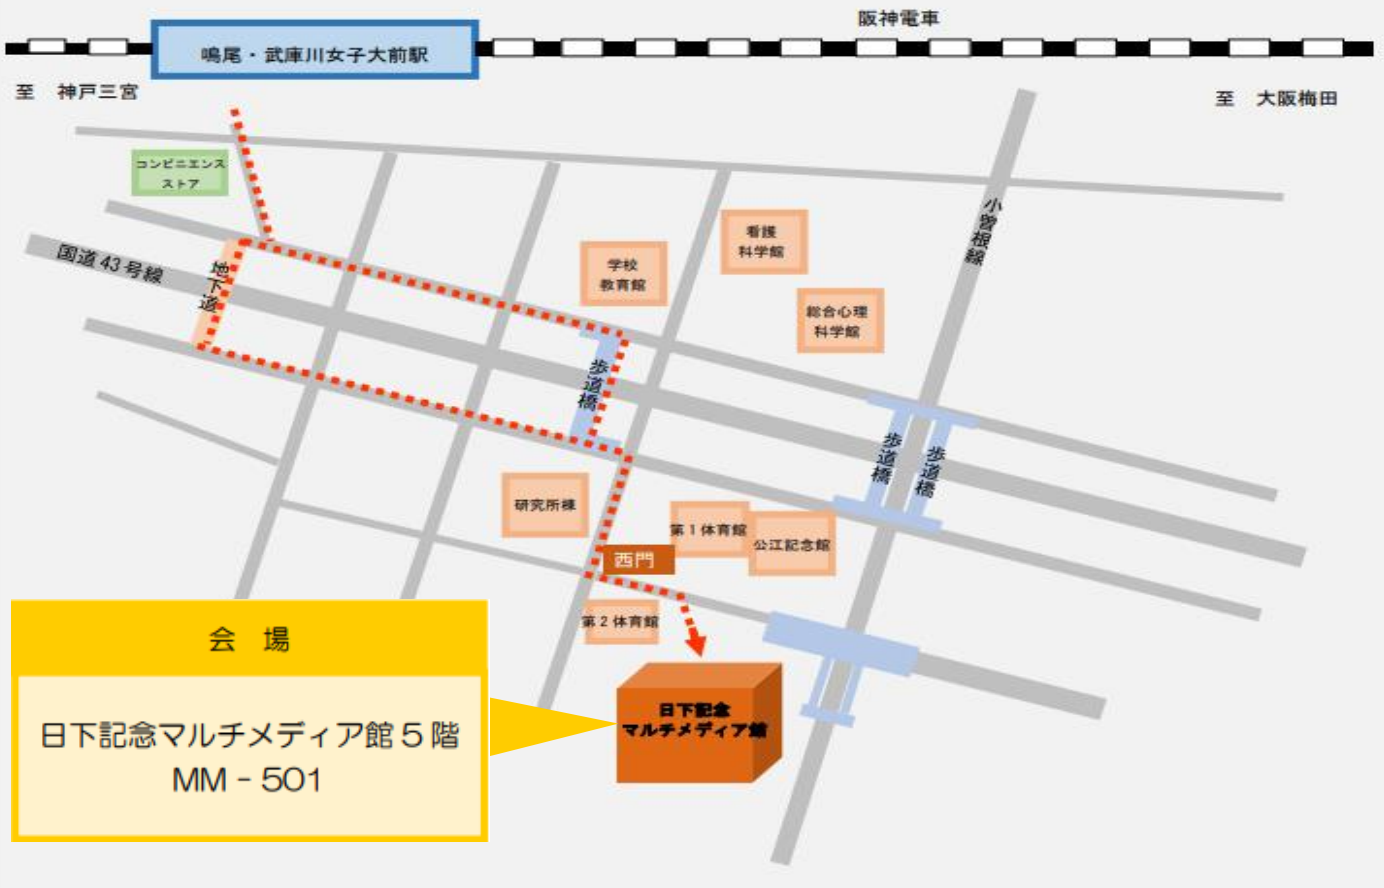 阪神電車
鳴尾・武庫川女子大前駅
至 神戸三宮
至 大阪梅田
コンビニエンス
ストア
小曽根線
看護
科学館
学校
教育館
国道43号線
地下道
総合心理
科学館
歩道橋
歩道橋
歩道橋
研究所棟
第1体育館
公江記念館
西門
第2体育館
会 場
日下記念マルチメディア館5階
MM-501
日下記念
マルチメディア館